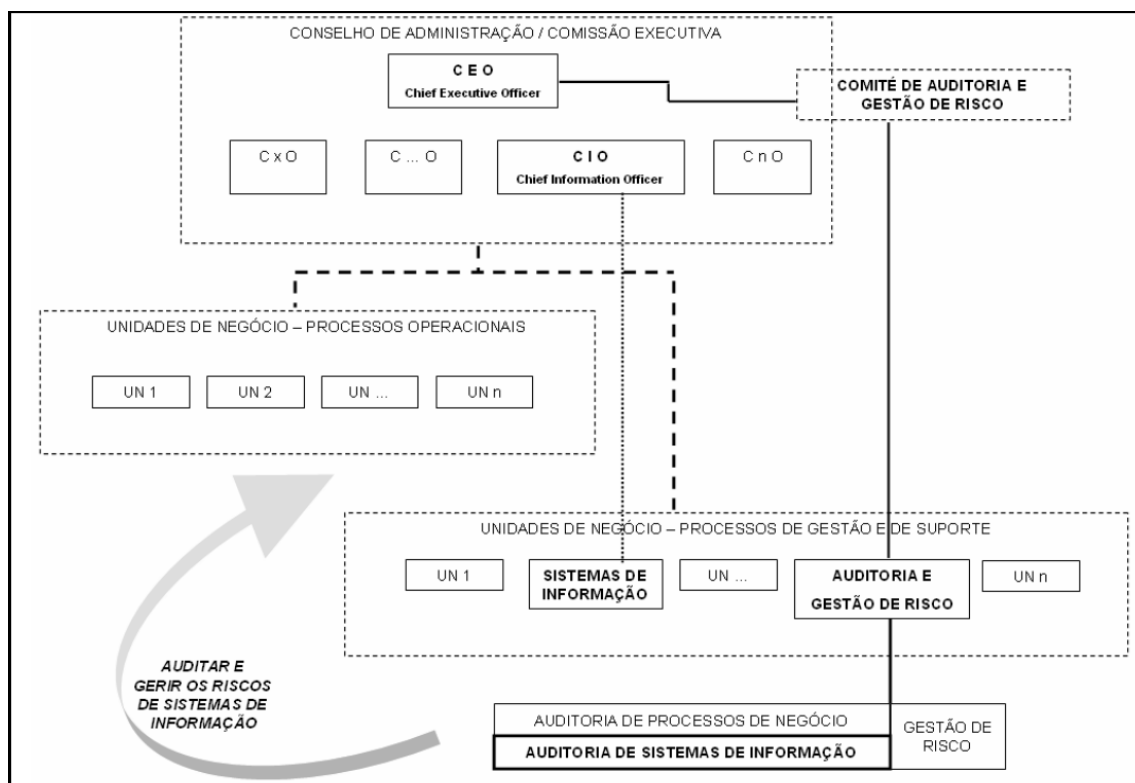 CONSELHO DE ADMINISTRAÇÃO / COMISSÃO EXECUTIVA
C E O
Chief Executive Officer
COMITÉ DE AUDITORIA E
GESTÃO DE RISCO
C x O
C ... O
C I O
Chief Information Officer
C n O
UNIDADES DE NEGÓCIO – PROCESSOS OPERACIONAIS
UN 1
UN 2
UN ...
UN n
UNIDADES DE NEGÓCIO – PROCESSOS DE GESTÃO E DE SUPORTE
UN 1
SISTEMAS DE
INFORMAÇÃO
UN ...
AUDITORIA E
GESTÃO DE RISCO
UN n
AUDITAR E
GERIR OS RISCOS
DE SISTEMAS DE
INFORMAÇÃO
AUDITORIA DE PROCESSOS DE NEGÓCIO
AUDITORIA DE SISTEMAS DE INFORMAÇÃO
GESTÃO DE
RISCO